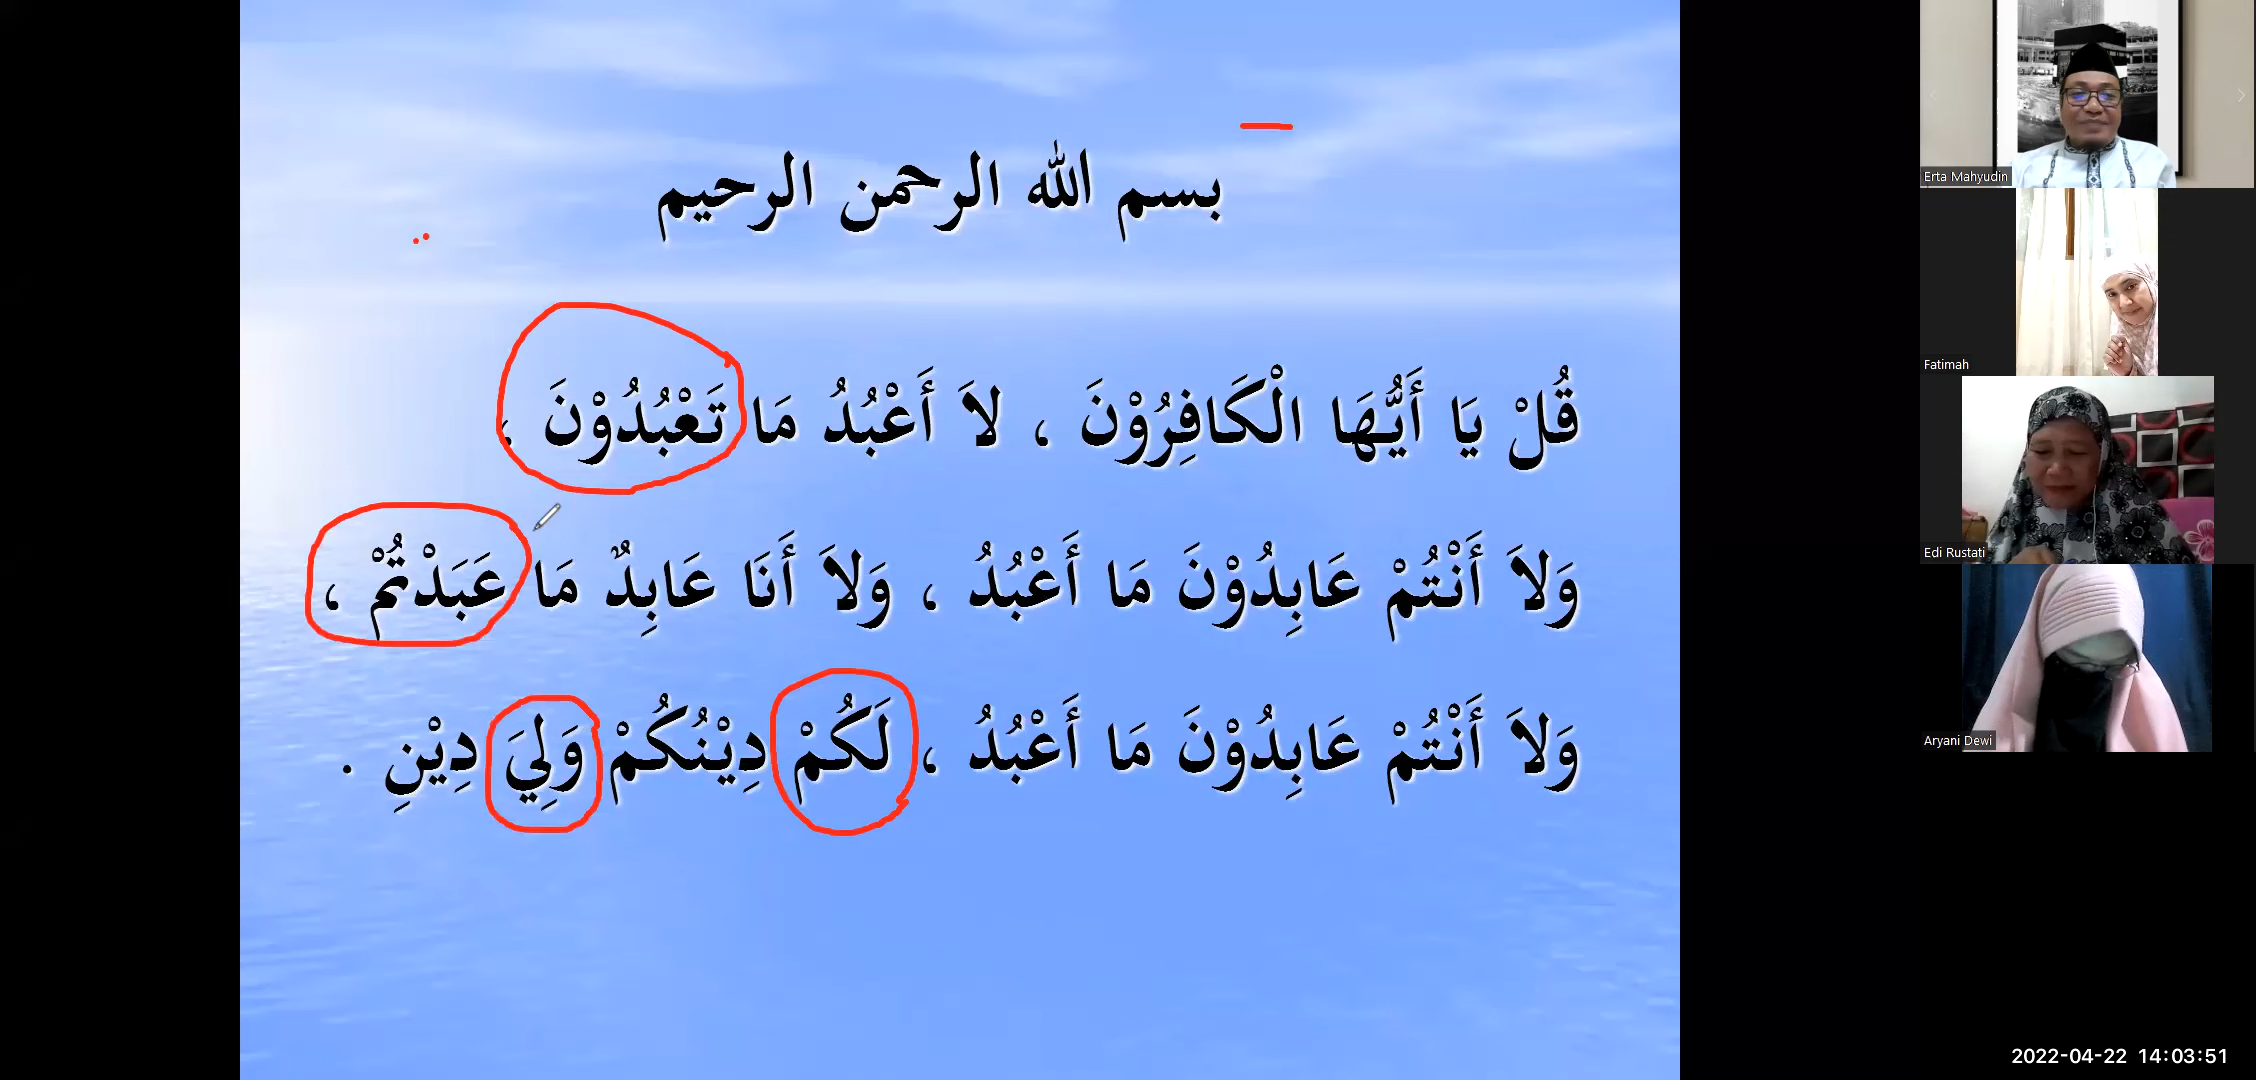 بسم الله الرحمن الرحيم
قُلْ يَا أَيُّهَا الْكَافِرُوْنَ ، لاَ أَعْبُدُ مَا تَعْبُدُوْنَ ،
وَلاَ أَنْتُمْ عَابِدُوْنَ مَا أَعْبُدُ ، وَلاَ أَنَا عَابِدٌ مَا عَبَدْتُمْ ،
وَلاَ أَنْتُمْ عَابِدُوْنَ مَا أَعْبُدُ ، لَكُمْ دِيْنُكُمْ وَلِيَ دِيْنِ .
Erta Mahyudin
Fatimah
Edi Rustati
Aryani Dewi
2022-04-22 14:03:51